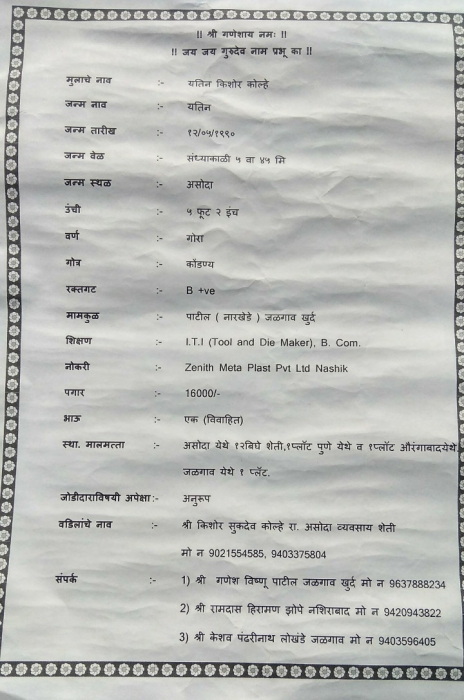 || श्री गणेशाय नमः ||
|| जय जय गुरुदेव नाम प्रभू का ||
मुलाचे नाव :- यतिन किशोर कोल्हे
जन्म नाव :- यतिन
जन्म तारीख :- १२/०५/१९९०
जन्म वेळ :- संध्याकाळी ५ वा ४५ मि
जन्म स्थळ :- असोदा
उंची :- ५ फूट २ इंच
वर्ण :- गोरा
गोत्र :- कोंडण्य
रक्तगट :- B +ve
मामकुळ :- पाटील ( नारखेडे ) जळगाव खुर्द
शिक्षण :- I.T.I (Tool and Die Maker), B. Com.
नोकरी :- Zenith Meta Plast Pvt Ltd Nashik
पगार :- 16000/-
भाऊ :- एक (विवाहित)
स्था. मालमत्ता :- असोदा येथे १२बिघे शेती,१प्लॉट पुणे येथे व १प्लॉट औरंगाबादयेथे,
जळगाव येथे १ प्लॅट.
जोडीदाराविषयी अपेक्षा:- अनुरूप
वडिलांचे नाव :- श्री किशोर सुकदेव कोल्हे रा. असोदा व्यवसाय शेती
मो न 9021554585, 9403375804
संपर्क :- 1) श्री गणेश विष्णू पाटील जळगाव खुर्द मो न 9637888234
2) श्री रामदास हिरामण झोपे नशिराबाद मो न 9420943822
3) श्री केशव पंढरीनाथ लोखंडे जळगाव मो न 9403596405